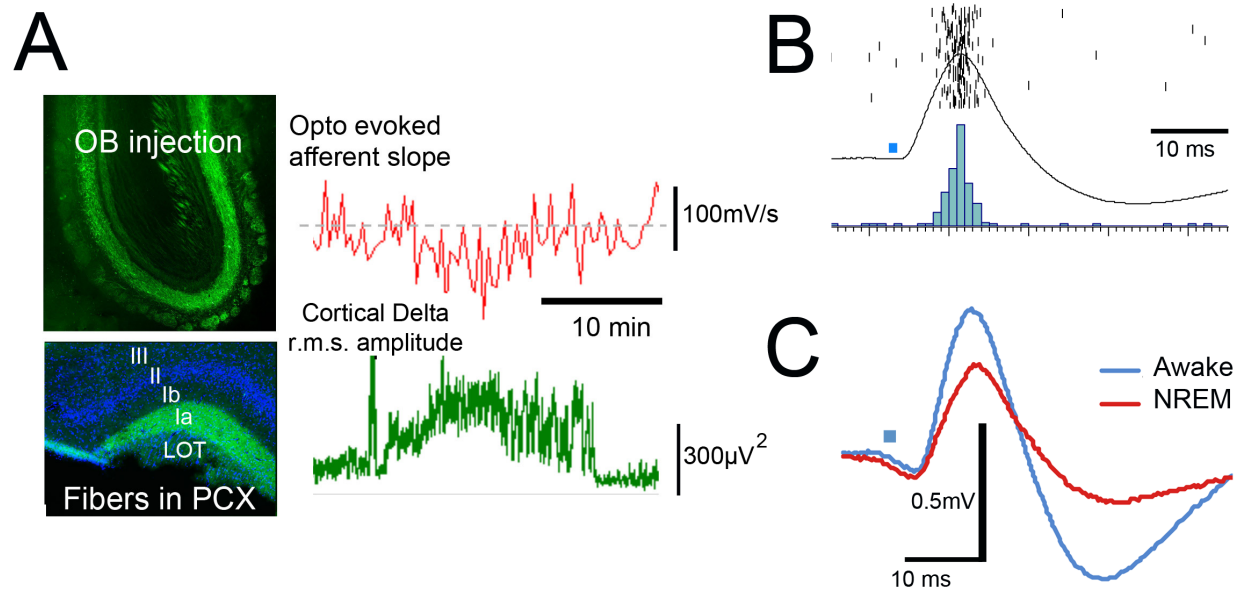 A
OB injection
III
II
Ib
Ia
LOT
Fibers in PCX
Opto evoked
afferent slope
100mV/s
10 min
Cortical Delta
r.m.s. amplitude
300µV²
B
10 ms
C
Awake
NREM
0.5mV
10 ms